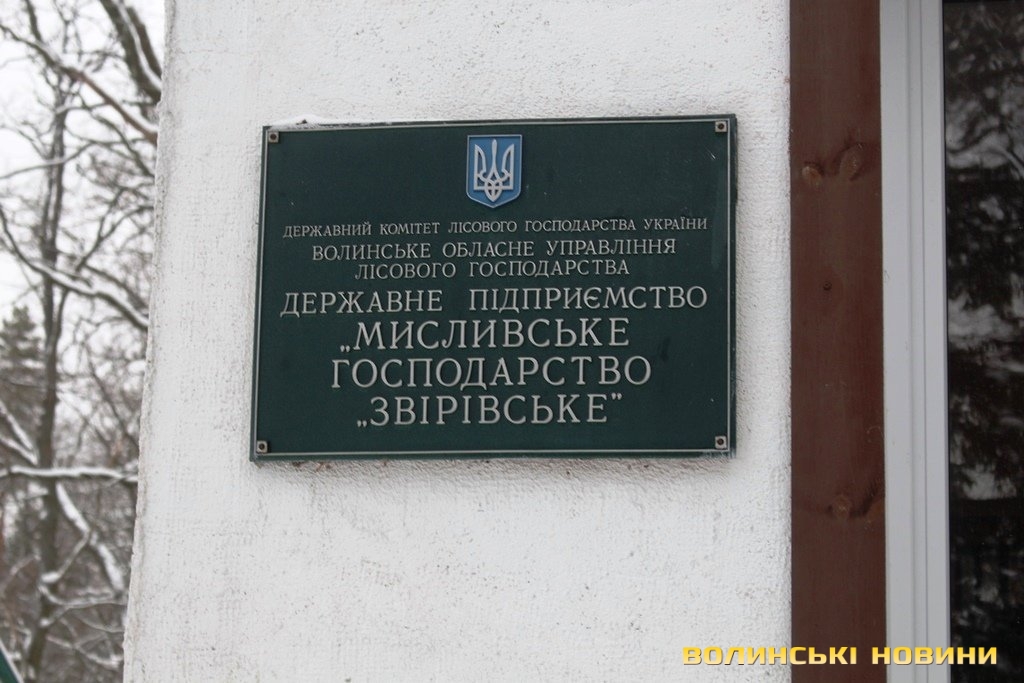 ДЕРЖАВНИЙ КОМІТЕТ ЛІСОВОГО ГОСПОДАРСТВА УКРАЇНИ
ВОЛИНСЬКЕ ОБЛАСНЕ УПРАВЛІННЯ
ЛІСОВОГО ГОСПОДАРСТВА
ДЕРЖАВНЕ ПІДПРИЄМСТВО
„МИСЛИВСЬКЕ
ГОСПОДАРСТВО
„ЗВІРІВСЬКЕ”
ВОЛИНСЬКІ НОВИНИ